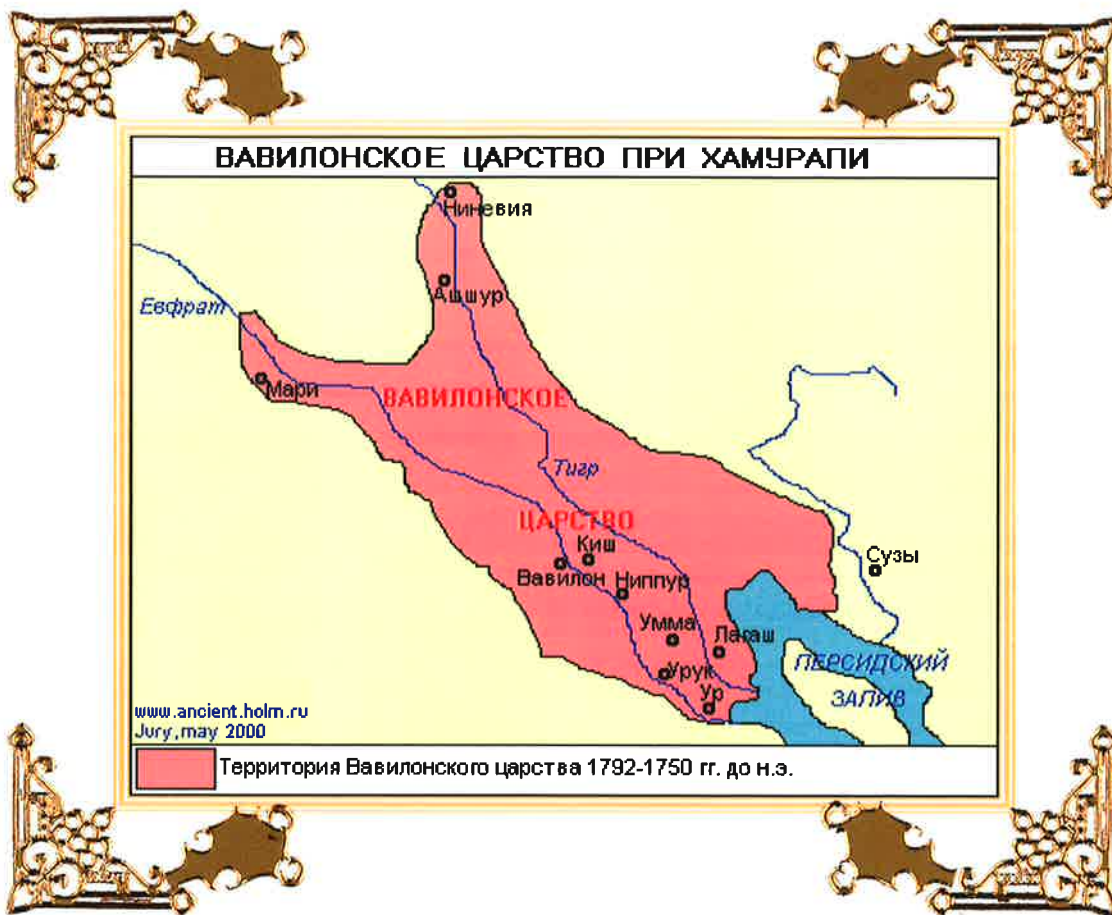 ВАВИЛОНСКОЕ ЦАРСТВО ПРИ ХАМУРАПИ
Ниневия
Ашшур
Евфрат
Мари
ВАВИЛОНСКОЕ
Тигр
ЦАРСТВО
Киш
Сузы
Вавилон
Ниппур
Умма
Лагаш
ПЕРСИДСКИЙ
ЗАЛИВ
Урук
Ур
www.ancient.holm.ru
Jury,may 2000
Территория Вавилонского царства 1792-1750 гг. до н.э.